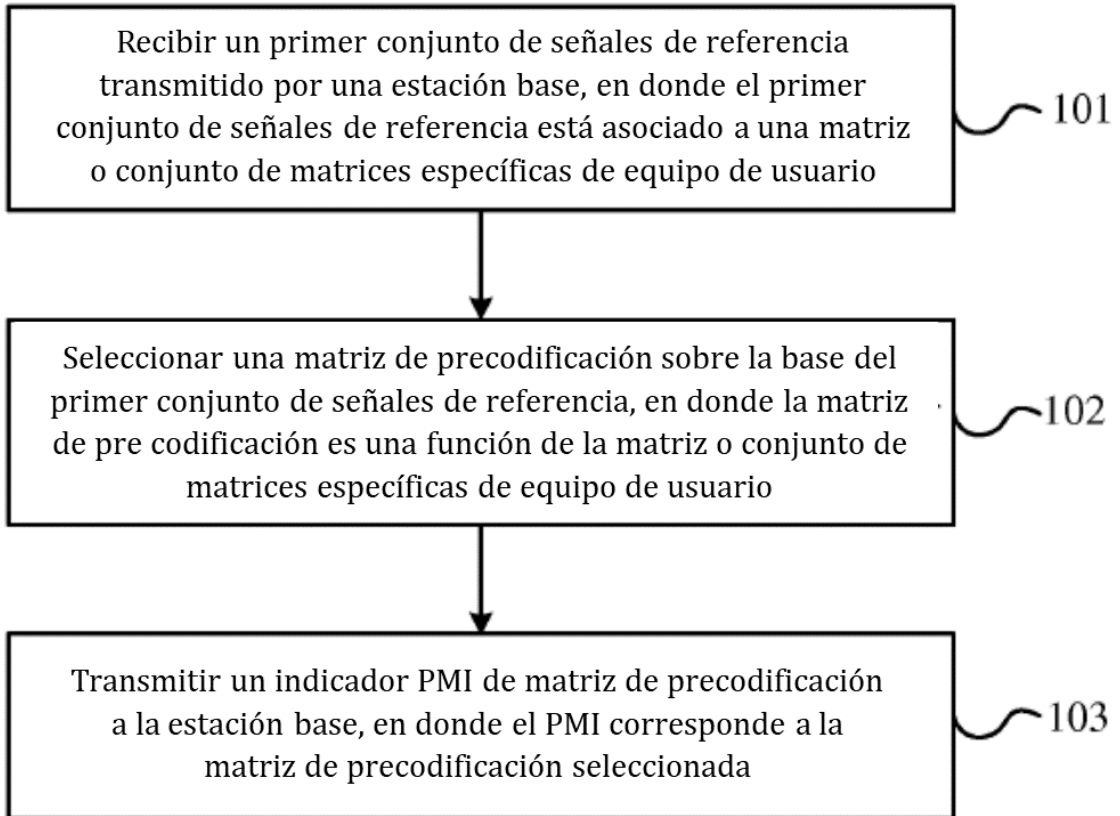 Recibir un primer conjunto de señales de referencia
transmitido por una estación base, en donde el primer
conjunto de señales de referencia está asociado a una matriz
o conjunto de matrices específicas de equipo de usuario
101
Seleccionar una matriz de precodificación sobre la base del
primer conjunto de señales de referencia, en donde la matriz
de pre codificación es una función de la matriz o conjunto de
matrices específicas de equipo de usuario
102
Transmitir un indicador PMI de matriz de precodificación
a la estación base, en donde el PMI corresponde a la
matriz de precodificación seleccionada
103